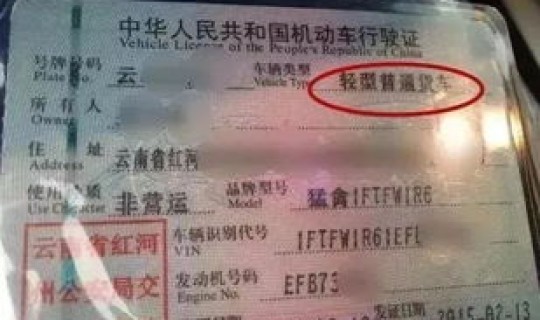 中华人民共和国机动车行驶证
Vehicle License of the People's Republic of China
号牌号码 云 车辆类型 轻型普通货车
Plate No. Vehicle Type
所有人
Owner
住址 云南省红河
Address
使用性质 非营运 品牌型号 猛禽1FTFW1R6
Use Character Model
云南省红河 车辆识别代号 1FTFW1R61EF
VIN
州公安局交 发动机号码 EFB73
Engine No.
发证日期 2015-02-13